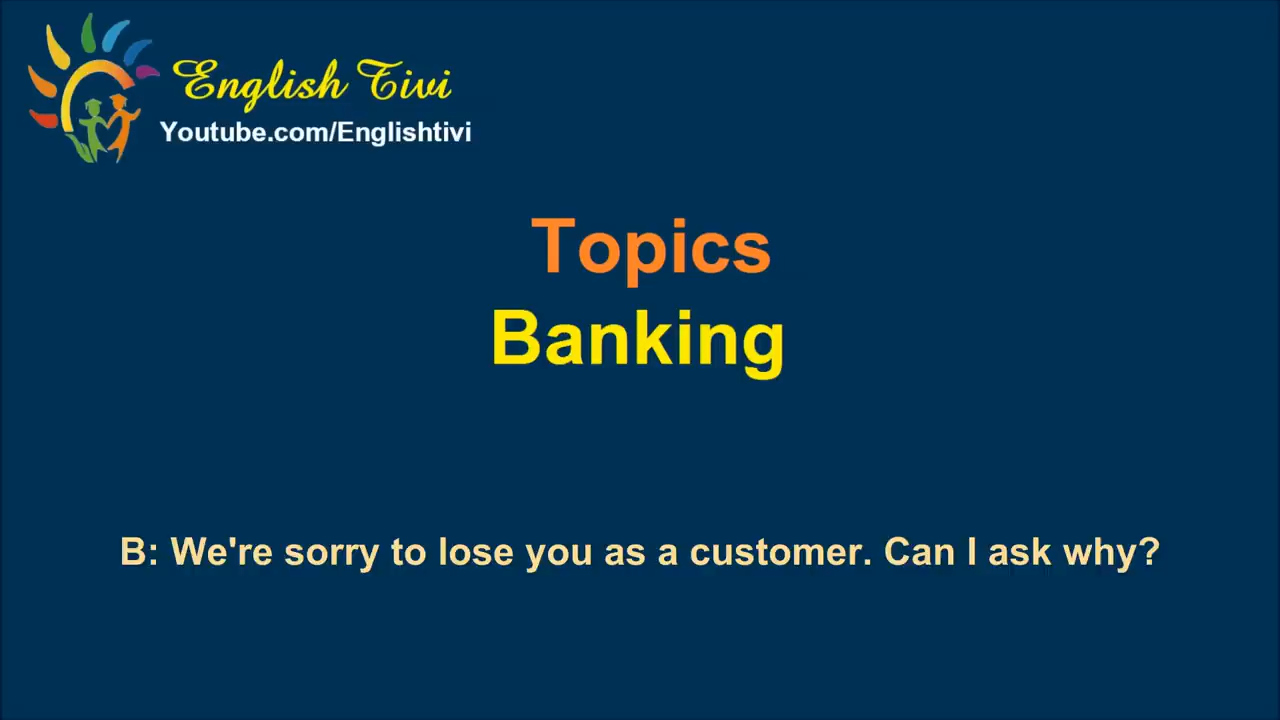 English Tivi
Youtube.com/Englishtivi
Topics
Banking
B: We're sorry to lose you as a customer. Can I ask why?